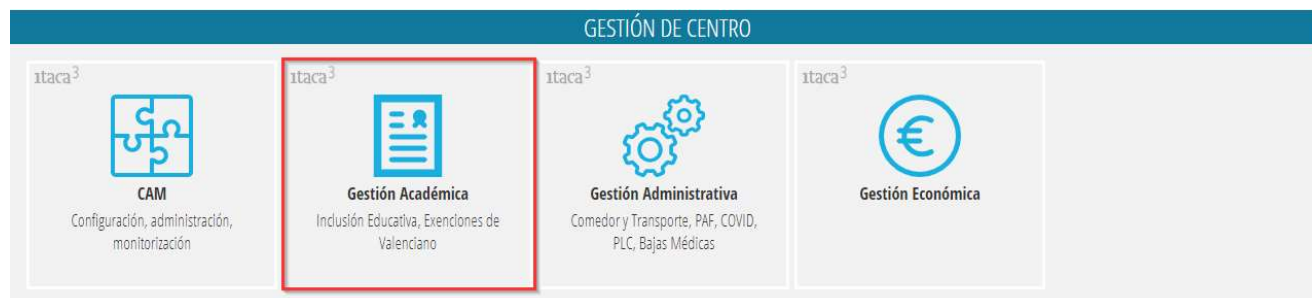 GESTIÓN DE CENTRO
ıtaca³
CAM
Configuración, administración,
monitorización
ıtaca³
Gestión Académica
Inclusión Educativa, Exenciones de
Valenciano
ıtaca³
Gestión Administrativa
Comedor y Transporte, PAF, COVID,
PLC, Bajas Médicas
ıtaca³
Gestión Económica